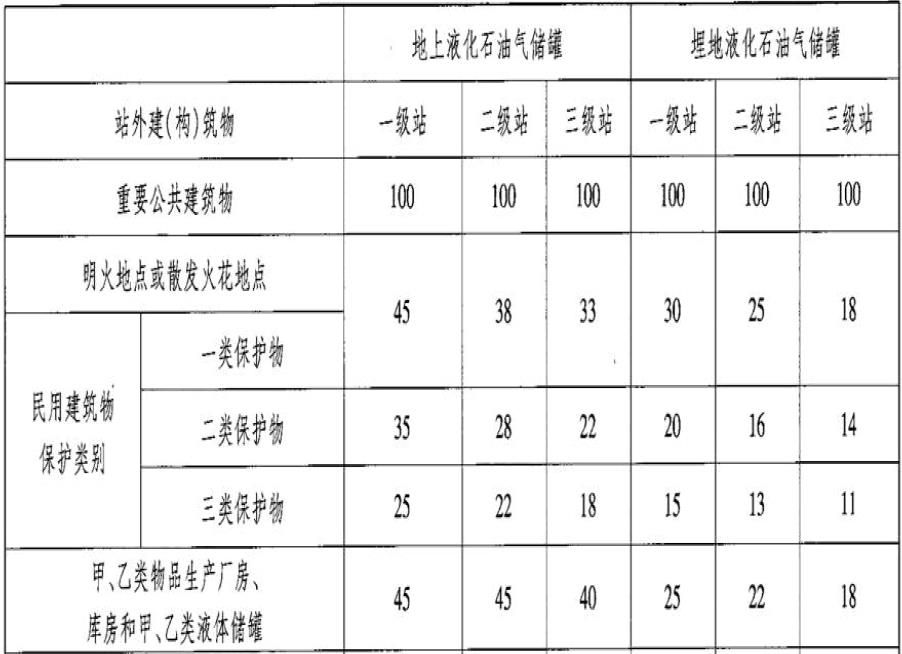 地上液化石油气储罐 埋地液化石油气储罐
站外建(构)筑物 一级站 二级站 三级站 一级站 二级站 三级站
重要公共建筑物 100 100 100 100 100 100
明火地点或散发火花地点
45 38 33 30 25 18
一类保护物
民用建筑物
保护类别
二类保护物 35 28 22 20 16 14
三类保护物 25 22 18 15 13 11
甲、乙类物品生产厂房、
库房和甲、乙类液体储罐
45 45 40 25 22 18